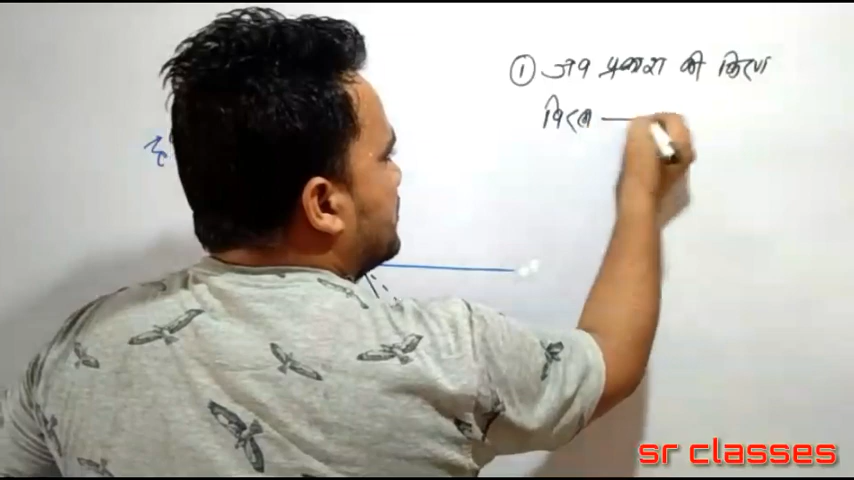 ① जब प्रकाश की किरण
विरल —
sr classes